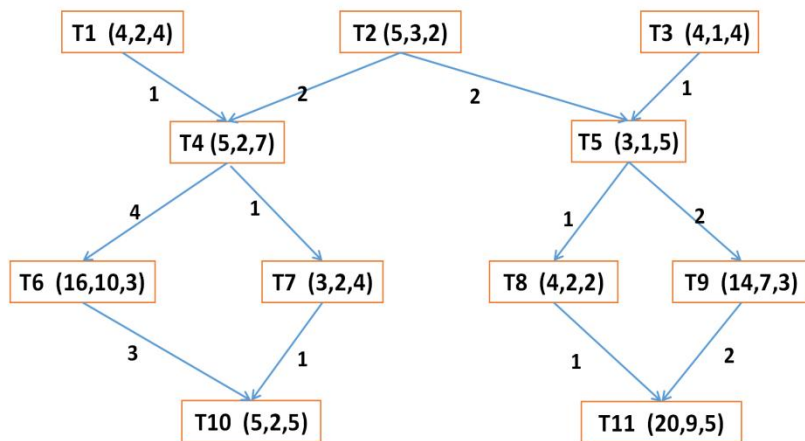 T1 (4,2,4)
T2 (5,3,2)
T3 (4,1,4)
1
2
2
1
T4 (5,2,7)
T5 (3,1,5)
4
1
1
2
T6 (16,10,3)
T7 (3,2,4)
T8 (4,2,2)
T9 (14,7,3)
3
1
1
2
T10 (5,2,5)
T11 (20,9,5)